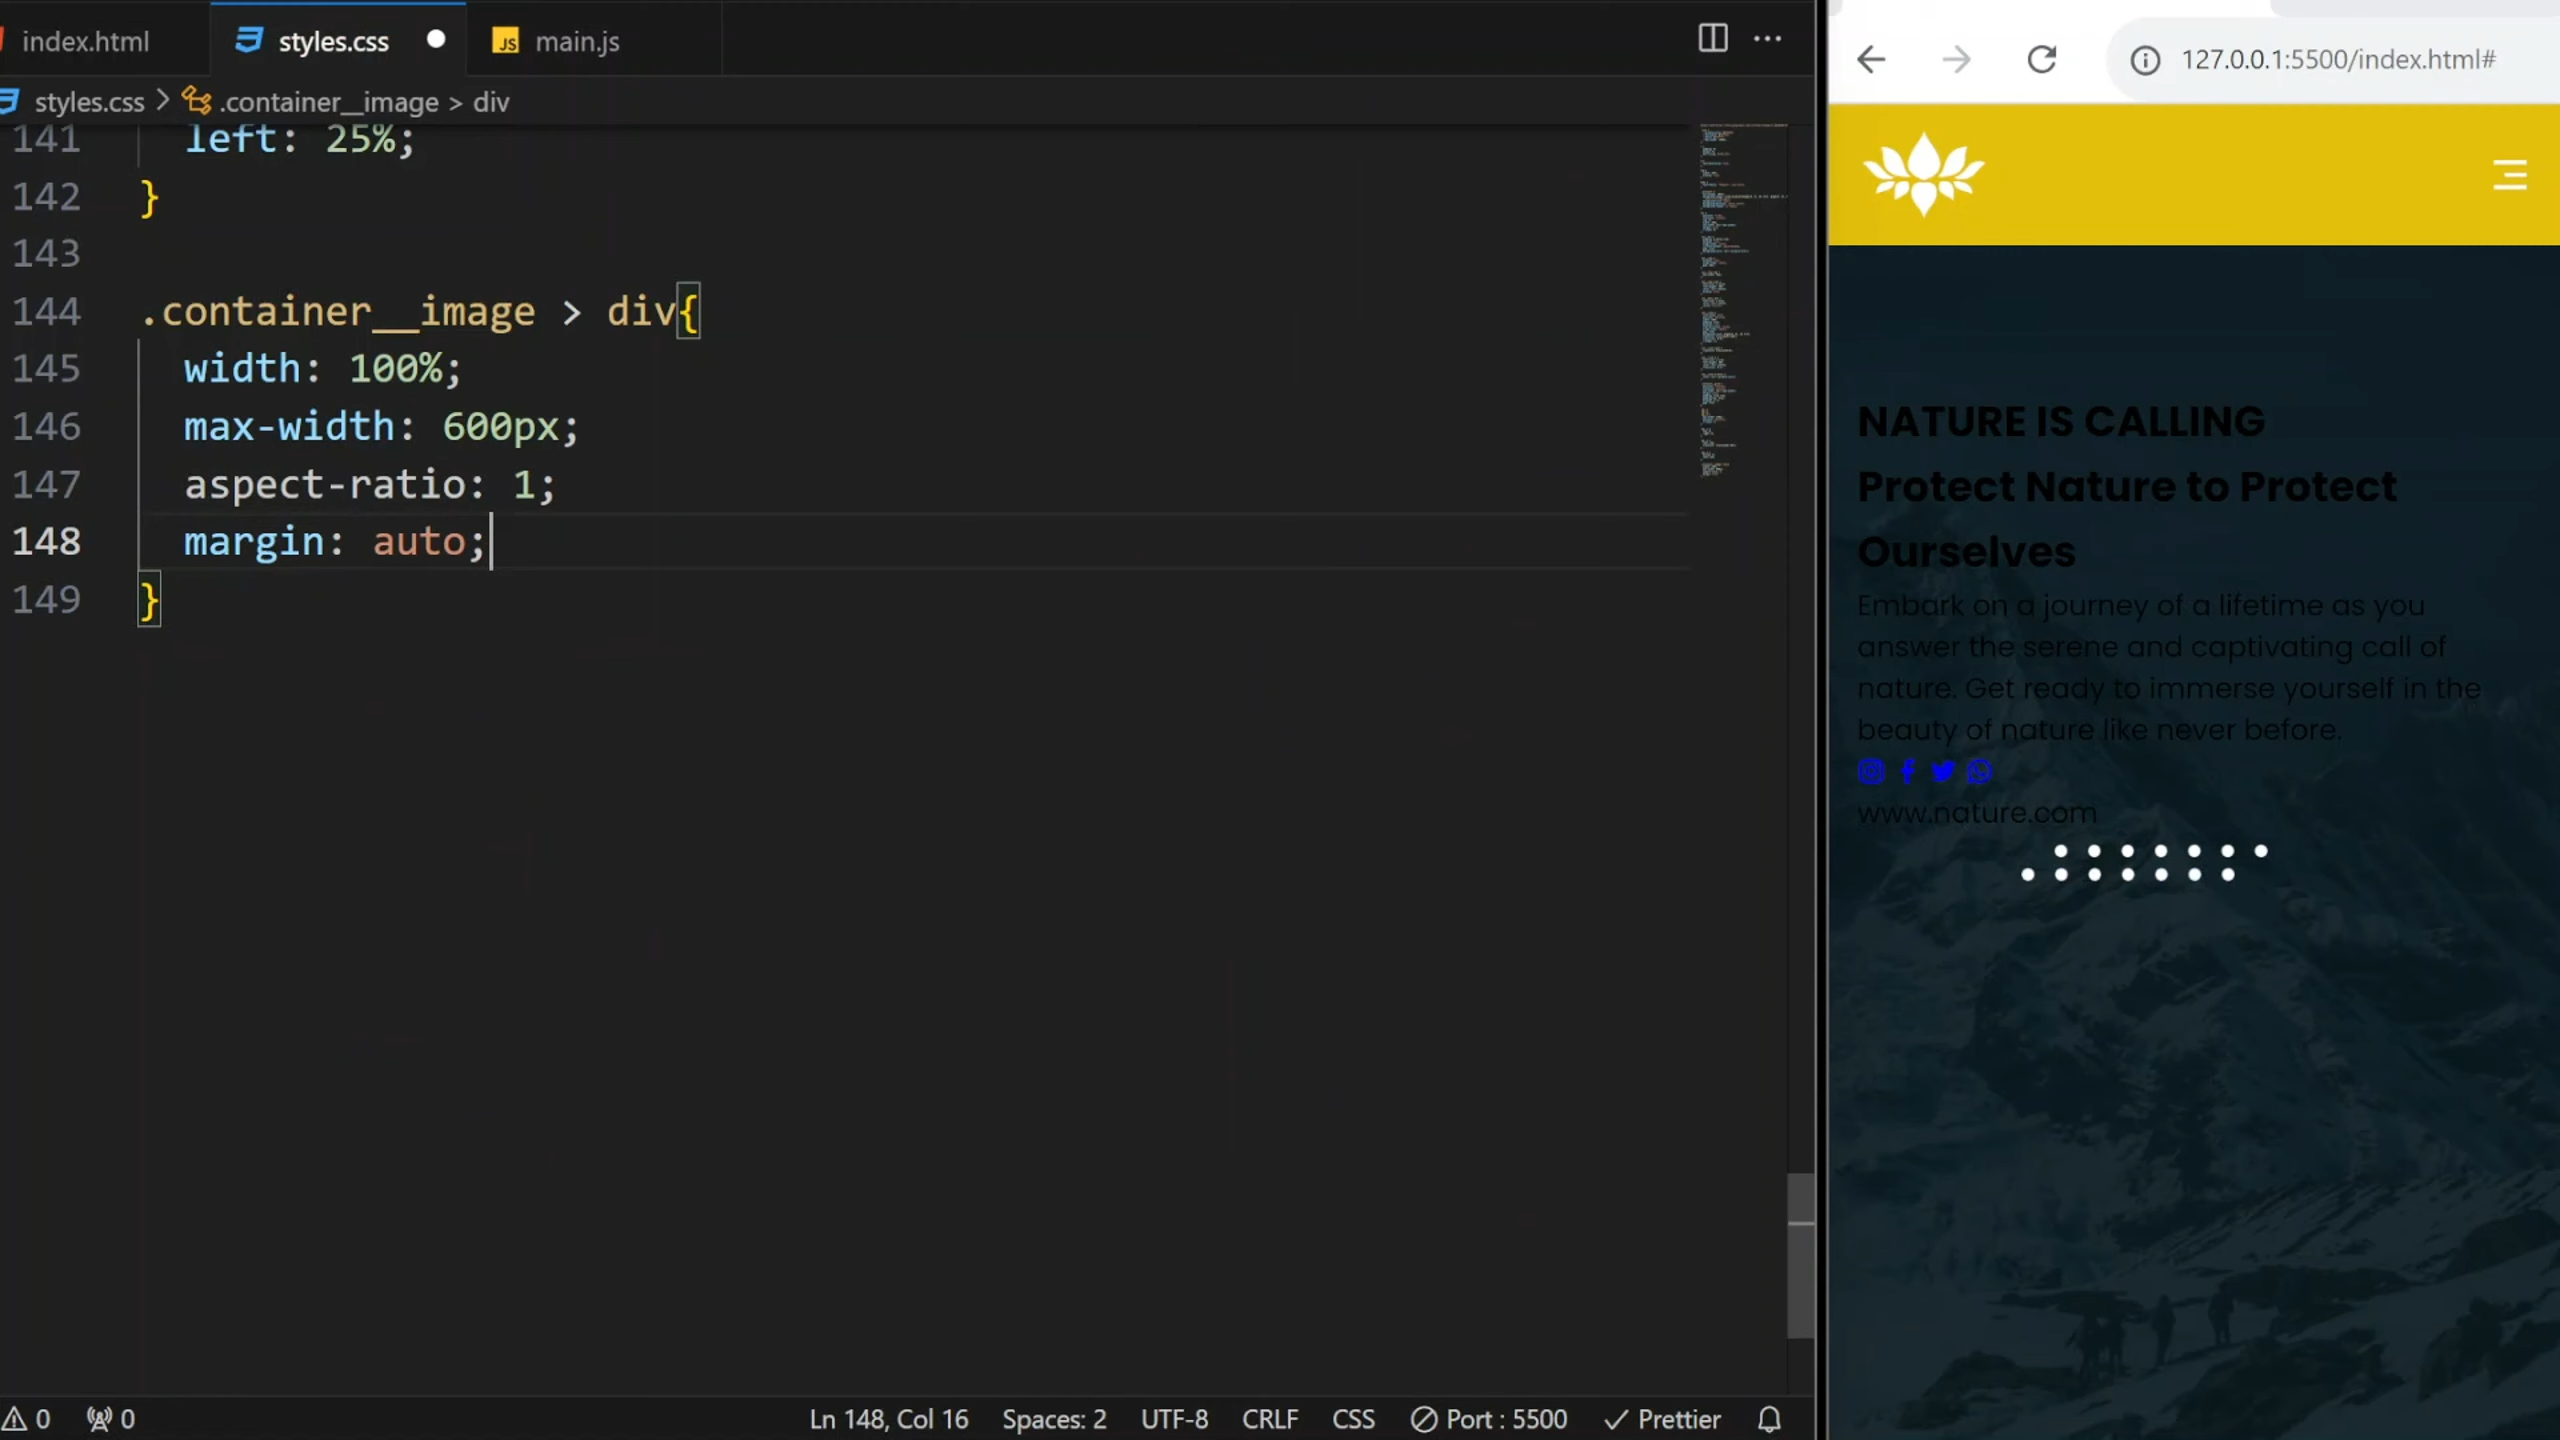 index.html
styles.css
JS main.js
styles.css > .container__image > div
141 left: 25%;
142 }
143
144 .container__image > div{
145 width: 100%;
146 max-width: 600px;
147 aspect-ratio: 1;
148 margin: auto;
149 }
0 0 Ln 148, Col 16 Spaces: 2 UTF-8 CRLF CSS Port : 5500 Prettier
127.0.0.1:5500/index.html#
NATURE IS CALLING
Protect Nature to Protect
Ourselves
Embark on a journey of a lifetime as you
answer the serene and captivating call of
nature. Get ready to immerse yourself in the
beauty of nature like never before.
www.nature.com